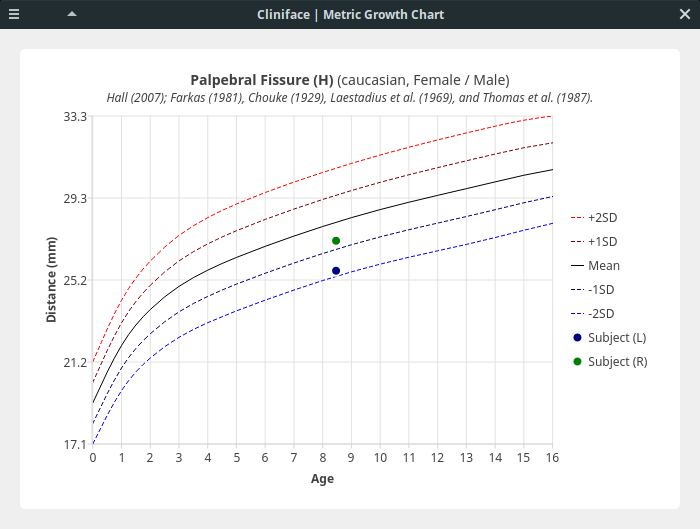 Cliniface | Metric Growth Chart
Palpebral Fissure (H) (caucasian, Female / Male)
Hall (2007); Farkas (1981), Chouke (1929), Laestadius et al. (1969), and Thomas et al. (1987).
33.3
29.3
25.2
21.2
17.1
Distance (mm)
0 1 2 3 4 5 6 7 8 9 10 11 12 13 14 15 16
Age
+2SD
+1SD
Mean
-1SD
-2SD
Subject (L)
Subject (R)